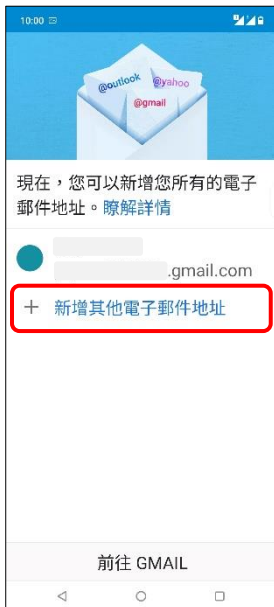 10:00
@outlook
@yahoo
@gmail
現在，您可以新增您所有的電子
郵件地址。瞭解詳情
.gmail.com
+ 新增其他電子郵件地址
前往 GMAIL